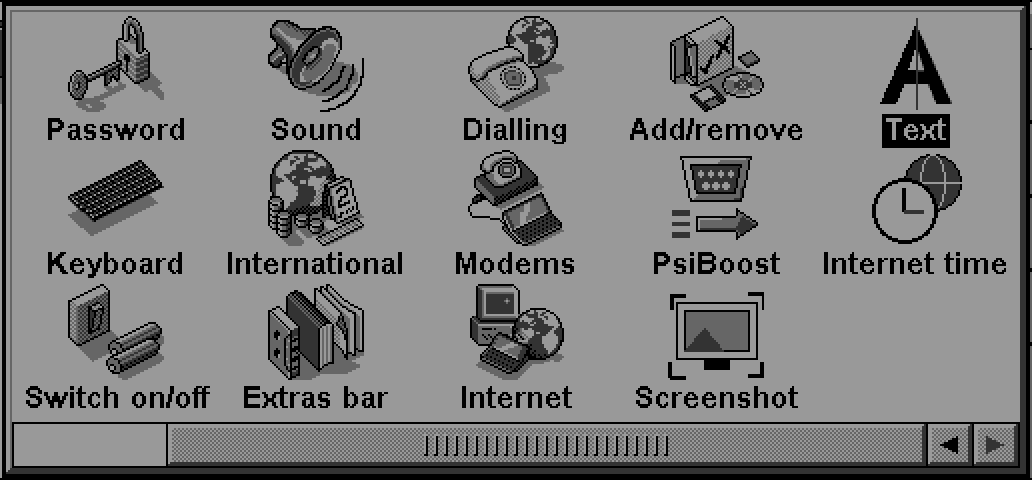 Password Sound Dialling Add/remove Text
Keyboard International Modems PsiBoost Internet time
Switch on/off Extras bar Internet Screenshot